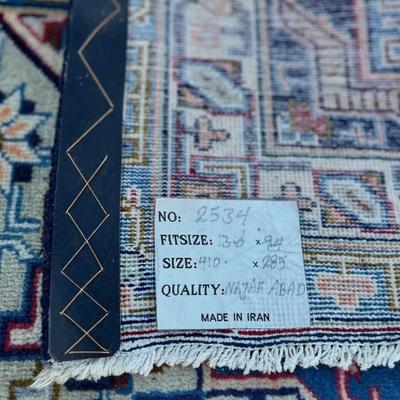 NO: 2534
FITSIZE: 13.6 x 9.4
SIZE: 410. x 285
QUALITY: NAJAF ABAD
MADE IN IRAN